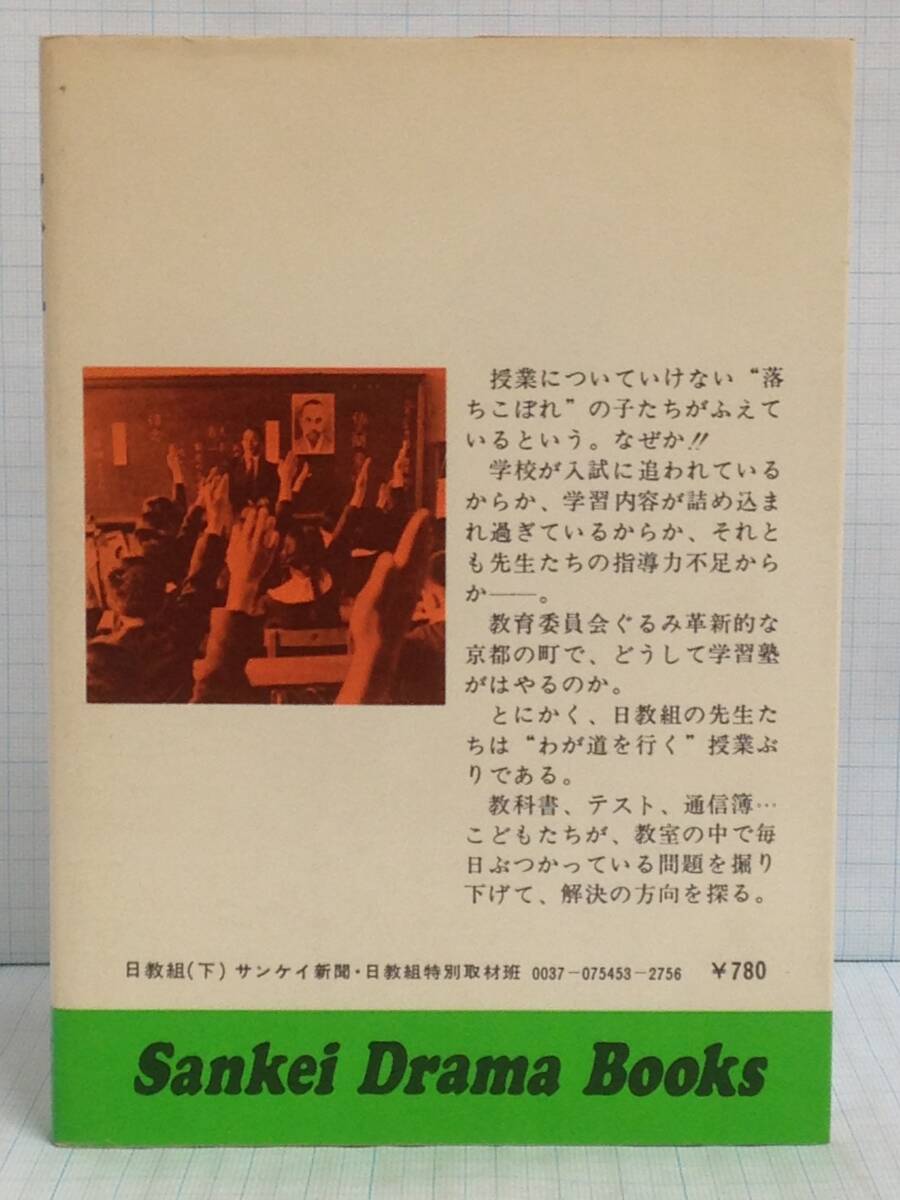 授業についていけない“落
ちこぼれ”の子たちがふえて
いるという。なぜか!!
学校が入試に追われている
からか、学習内容が詰め込ま
れ過ぎているからか、それと
も先生たちの指導力不足から
か――。
教育委員会ぐるみ革新的な
京都の町で、どうして学習塾
がはやるのか。
とにかく、日教組の先生た
ちは“わが道を行く”授業ぶ
りである。
教科書、テスト、通信簿…
こどもたちが、教室の中で毎
日ぶつかっている問題を掘り
下げて、解決の方向を探る。
日教組(下) サンケイ新聞・日教組特別取材班 0037-075453-2756 ¥780
Sankei Drama Books